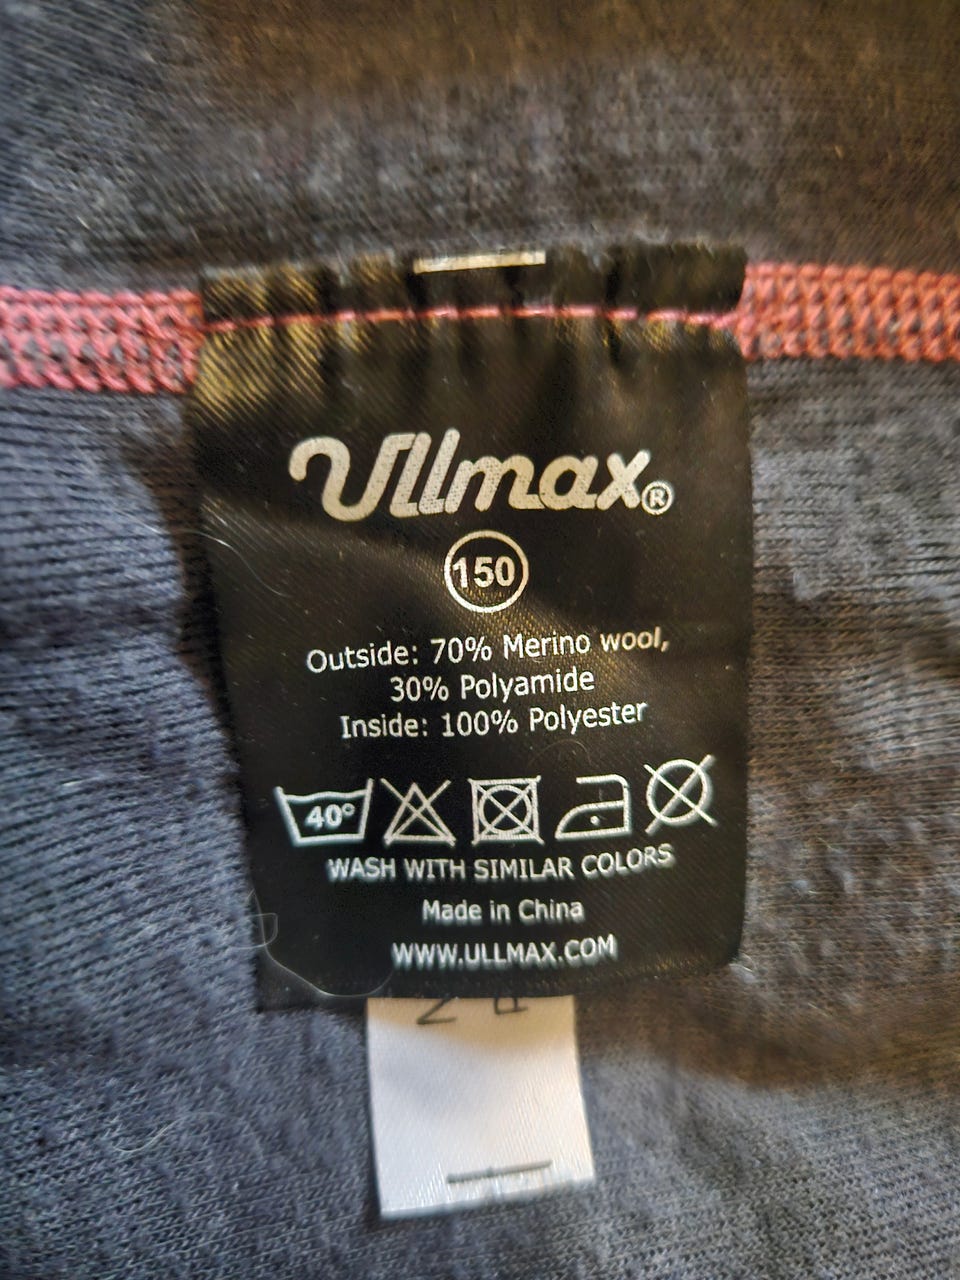 Ullmax®
150
Outside: 70% Merino wool,
30% Polyamide
Inside: 100% Polyester
40°
WASH WITH SIMILAR COLORS
Made in China
WWW.ULLMAX.COM